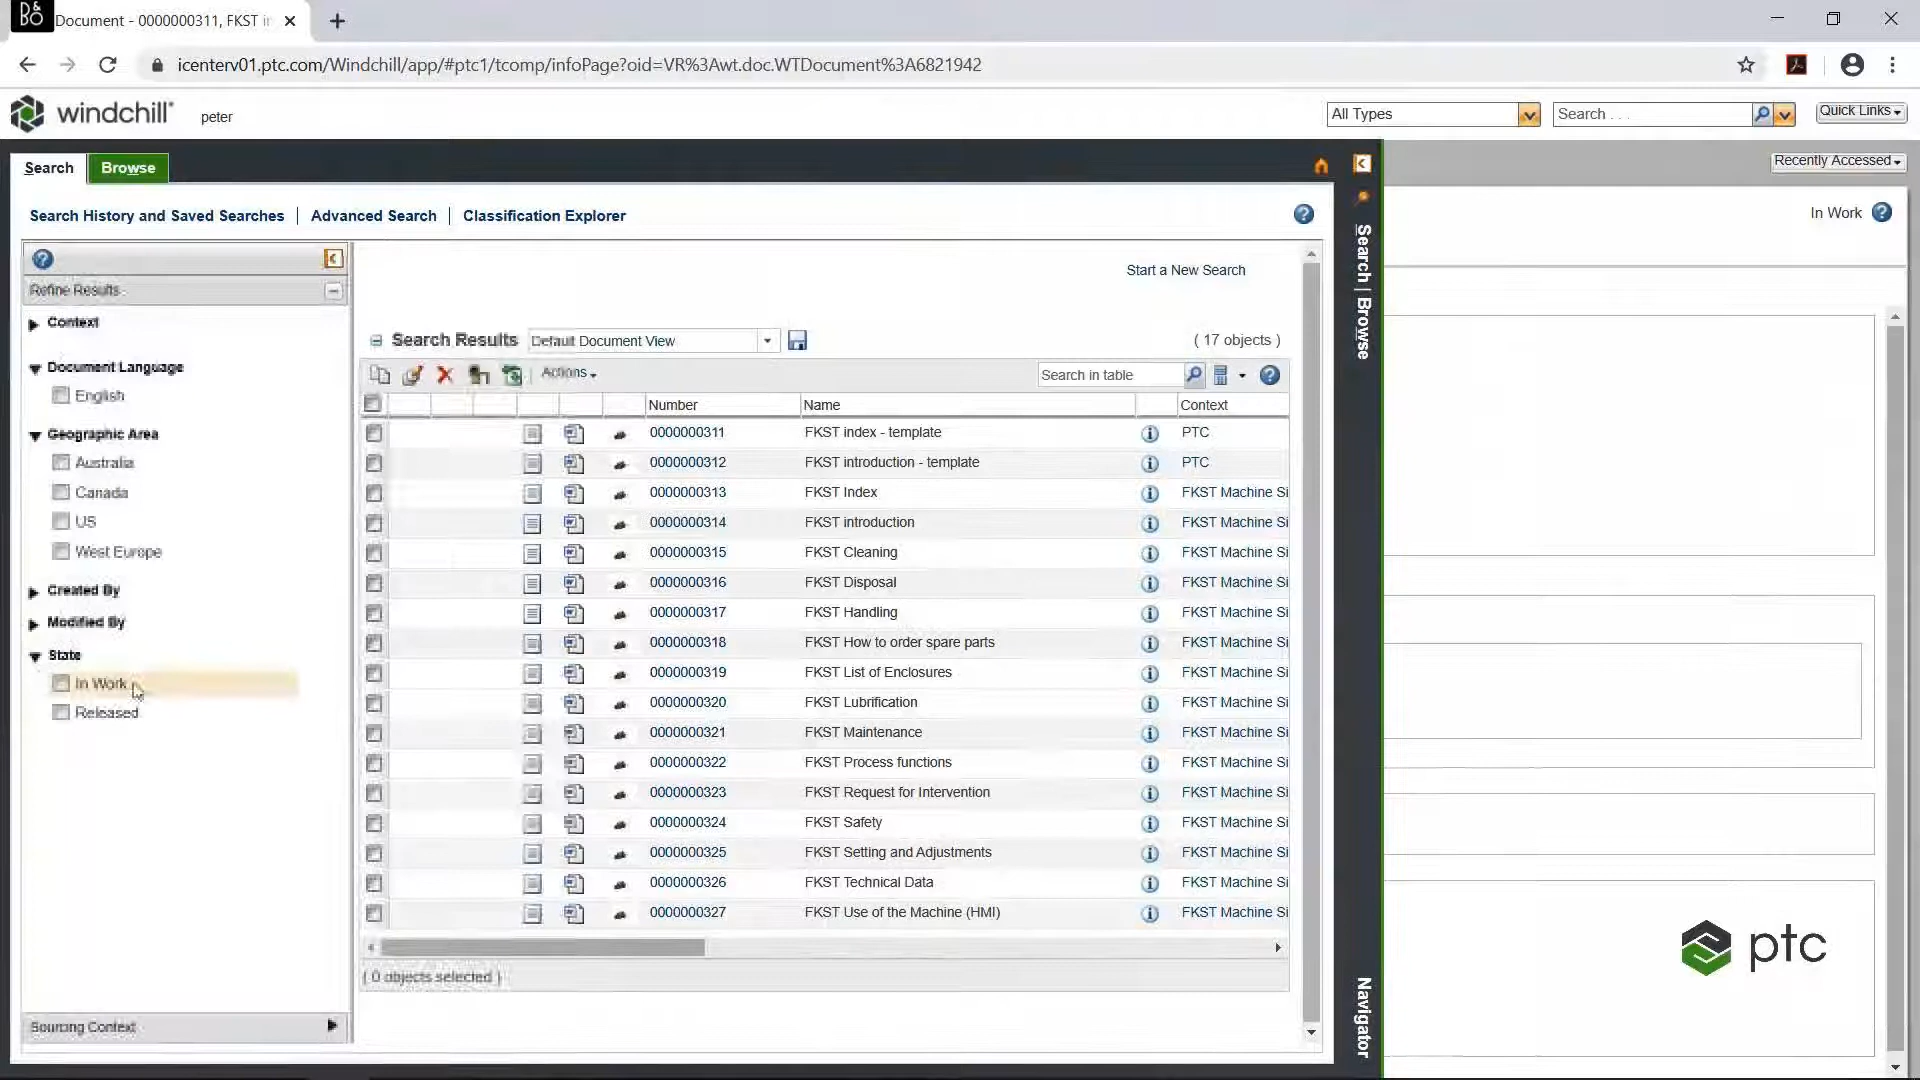 B&O
Document - 0000000311, FKST in
icenterv01.ptc.com/Windchill/app/#ptc1/tcomp/infoPage?oid=VR%3Awt.doc.WTDocument%3A6821942
windchill
peter
All Types
Search . . .
Quick Links
Search
Browse
Recently Accessed
Search History and Saved Searches
Advanced Search
Classification Explorer
In Work
Refine Results
Start a New Search
Search | Browse
Context
Search Results
Default Document View
( 17 objects )
Document Language
English
Actions
Search in table
Number
Name
Context
Geographic Area
Australia
Canada
US
West Europe
Created By
Modified By
State
In Work
Released
0000000311 FKST index - template PTC
0000000312 FKST introduction - template PTC
0000000313 FKST Index FKST Machine Si
0000000314 FKST introduction FKST Machine Si
0000000315 FKST Cleaning FKST Machine Si
0000000316 FKST Disposal FKST Machine Si
0000000317 FKST Handling FKST Machine Si
0000000318 FKST How to order spare parts FKST Machine Si
0000000319 FKST List of Enclosures FKST Machine Si
0000000320 FKST Lubrification FKST Machine Si
0000000321 FKST Maintenance FKST Machine Si
0000000322 FKST Process functions FKST Machine Si
0000000323 FKST Request for Intervention FKST Machine Si
0000000324 FKST Safety FKST Machine Si
0000000325 FKST Setting and Adjustments FKST Machine Si
0000000326 FKST Technical Data FKST Machine Si
0000000327 FKST Use of the Machine (HMI) FKST Machine Si
( 0 objects selected )
Sourcing Context
Navigator
ptc